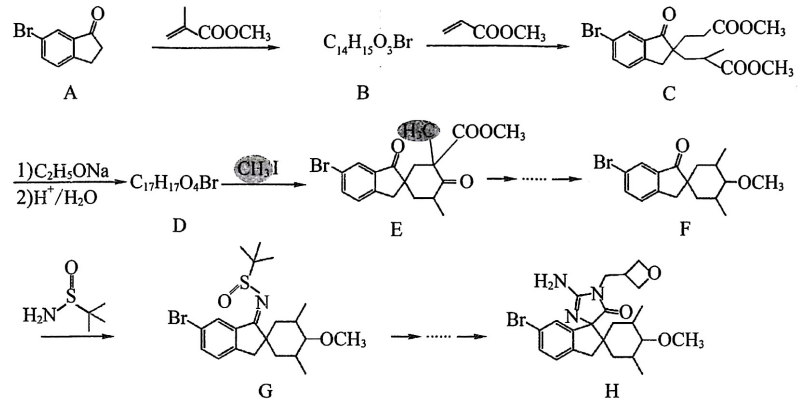 Br
O
COOCH₃
C₁₄H₁₅O₃Br
COOCH₃
Br
O
COOCH₃
COOCH₃
A
B
C
1)C₂H₅ONa
2)H⁺/H₂O
C₁₇H₁₇O₄Br
CH₃I
Br
O
H₃C
COOCH₃
O
Br
O
OCH₃
D
E
F
O
S
H₂N
Br
O
S
N
OCH₃
H₂N
N
O
N
O
Br
OCH₃
G
H